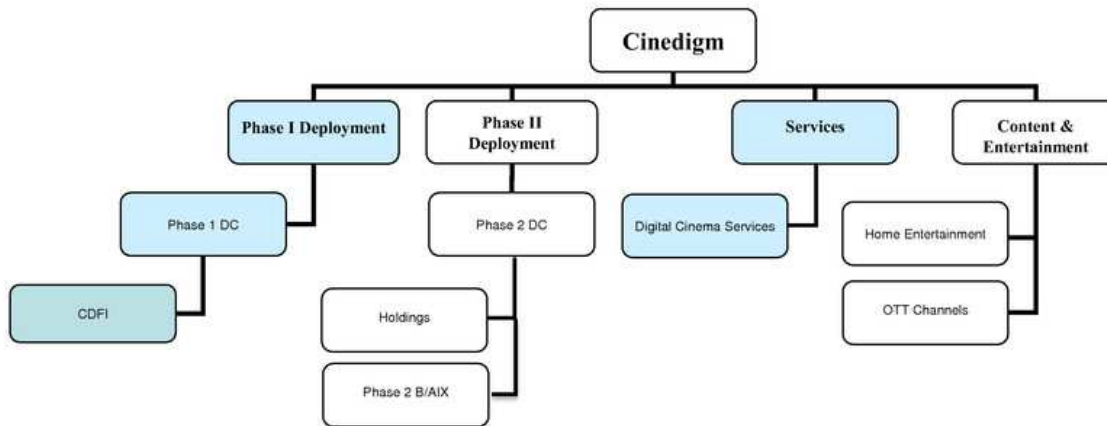 Cinedigm
Phase I Deployment
Phase II
Deployment
Services
Content &
Entertainment
Phase 1 DC
Phase 2 DC
Digital Cinema Services
Home Entertainment
CDFI
Holdings
OTT Channels
Phase 2 B/AIX